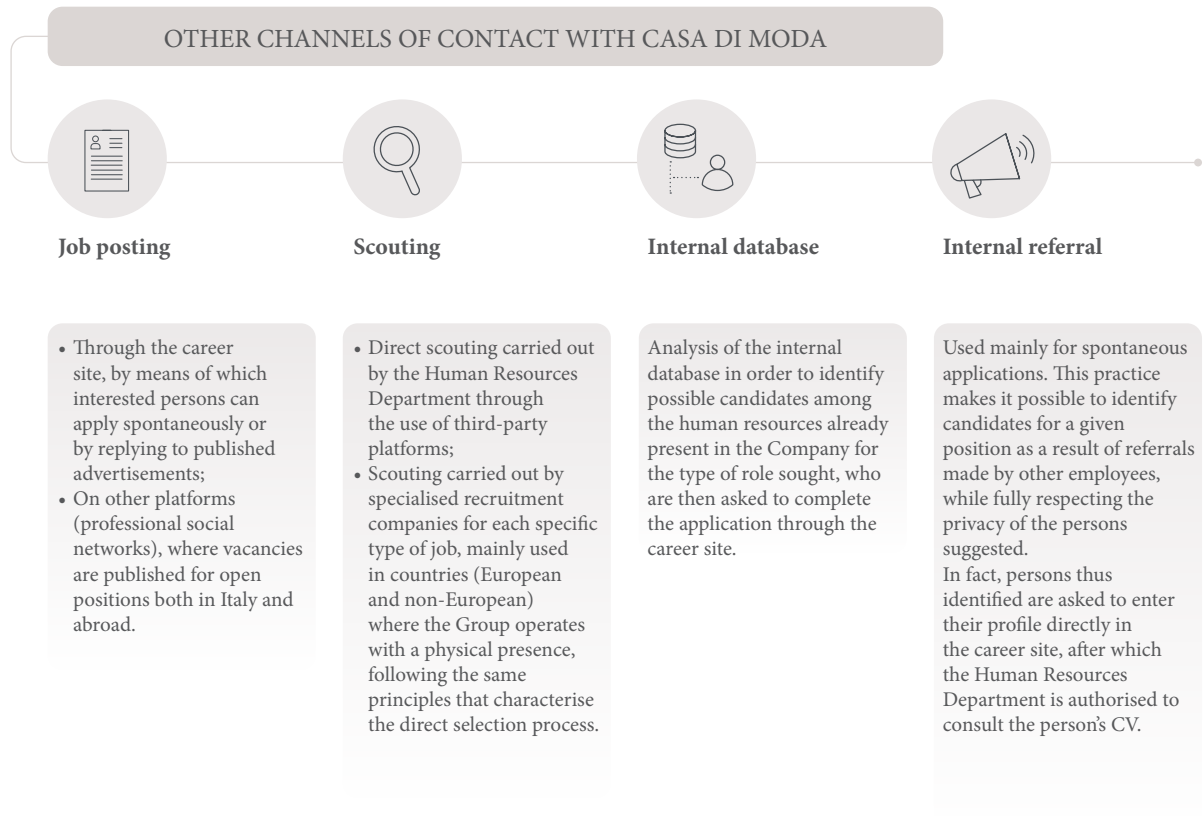 OTHER CHANNELS OF CONTACT WITH CASA DI MODA
Job posting
• Through the career
site, by means of which
interested persons can
apply spontaneously or
by replying to published
advertisements;
• On other platforms
(professional social
networks), where vacancies
are published for open
positions both in Italy and
abroad.
Scouting
• Direct scouting carried out
by the Human Resources
Department through
the use of third-party
platforms;
• Scouting carried out by
specialised recruitment
companies for each specific
type of job, mainly used
in countries (European
and non-European)
where the Group operates
with a physical presence,
following the same
principles that characterise
the direct selection process.
Internal database
Analysis of the internal
database in order to identify
possible candidates among
the human resources already
present in the Company for
the type of role sought, who
are then asked to complete
the application through the
career site.
Internal referral
Used mainly for spontaneous
applications. This practice
makes it possible to identify
candidates for a given
position as a result of referrals
made by other employees,
while fully respecting the
privacy of the persons
suggested.
In fact, persons thus
identified are asked to enter
their profile directly in
the career site, after which
the Human Resources
Department is authorised to
consult the person’s CV.